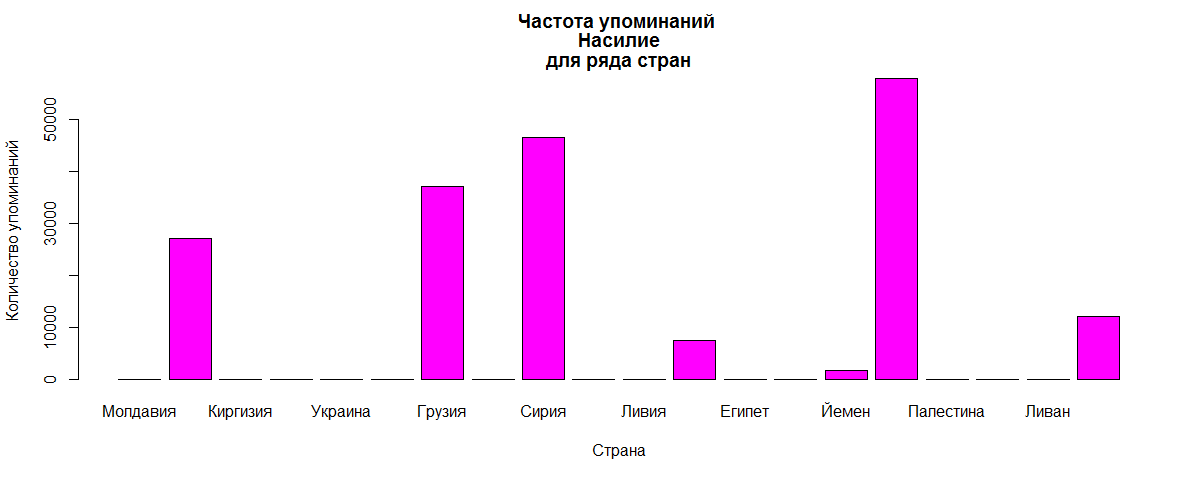 Частота упоминаний
Насилие
для ряда стран
Количество упоминаний
50000
30000
10000
0
Молдавия Киргизия Украина Грузия Сирия Ливия Египет Йемен Палестина Ливан
Страна